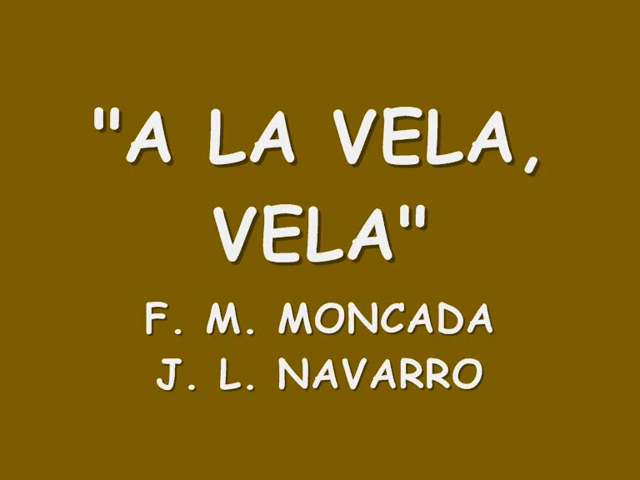 "A LA VELA,
VELA"
F. M. MONCADA
J. L. NAVARRO